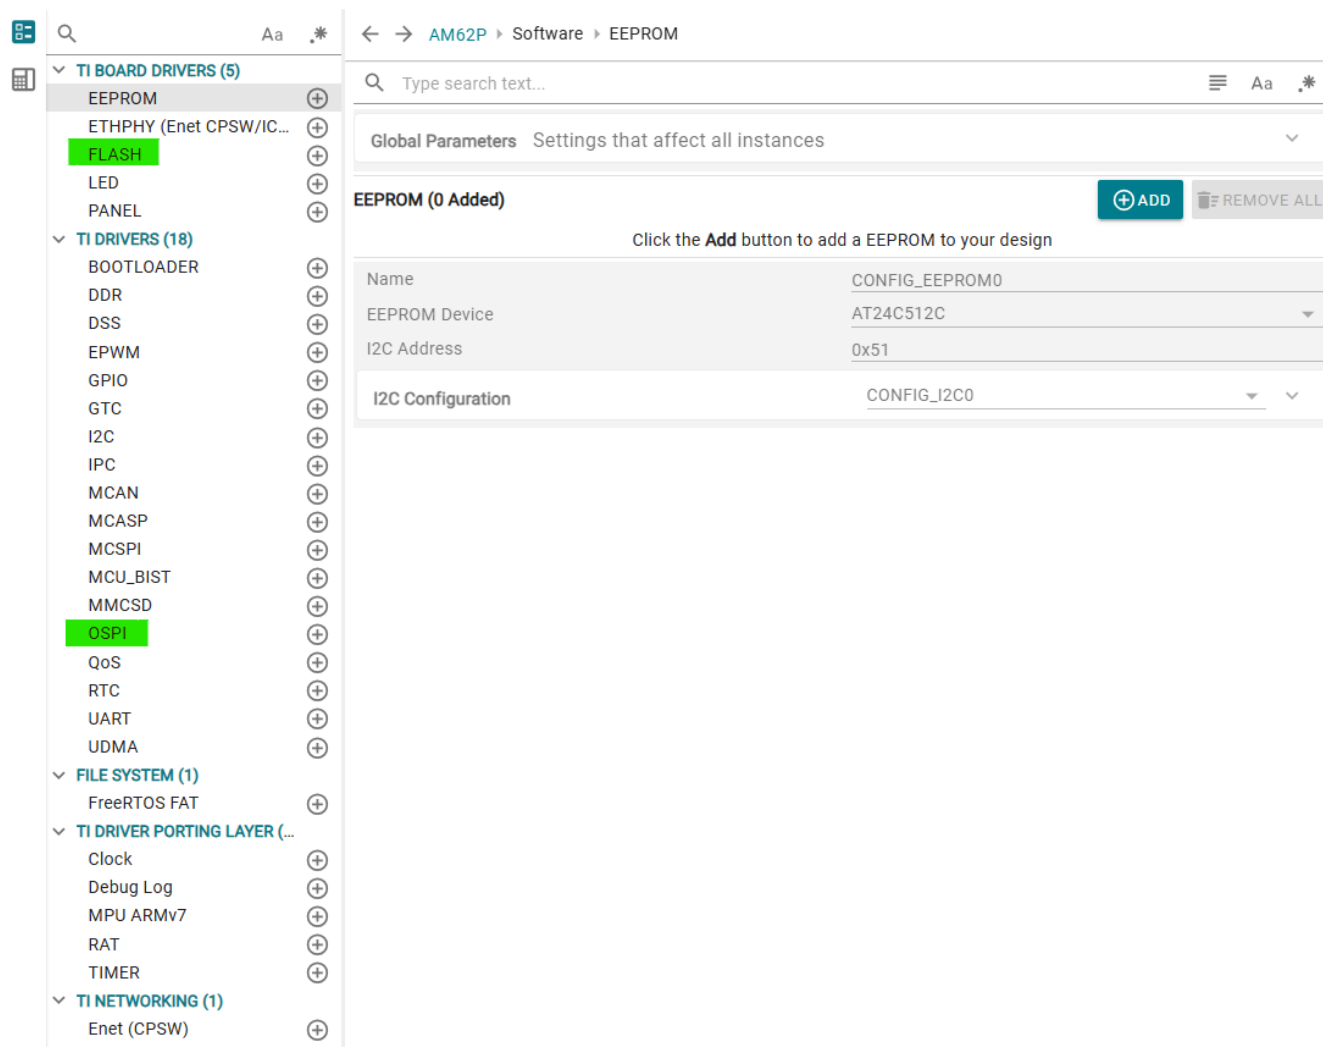 Aa .*
TI BOARD DRIVERS (5)
EEPROM
ETHPHY (Enet CPSW/IC...
FLASH
LED
PANEL
TI DRIVERS (18)
BOOTLOADER
DDR
DSS
EPWM
GPIO
GTC
I2C
IPC
MCAN
MCASP
MCSPI
MCU_BIST
MMCSD
OSPI
QoS
RTC
UART
UDMA
FILE SYSTEM (1)
FreeRTOS FAT
TI DRIVER PORTING LAYER (...
Clock
Debug Log
MPU ARMv7
RAT
TIMER
TI NETWORKING (1)
Enet (CPSW)
AM62P Software EEPROM
Type search text... Aa .*
Global Parameters Settings that affect all instances
EEPROM (0 Added) ADD REMOVE ALL
Click the Add button to add a EEPROM to your design
Name CONFIG_EEPROM0
EEPROM Device AT24C512C
I2C Address 0x51
I2C Configuration CONFIG_I2C0